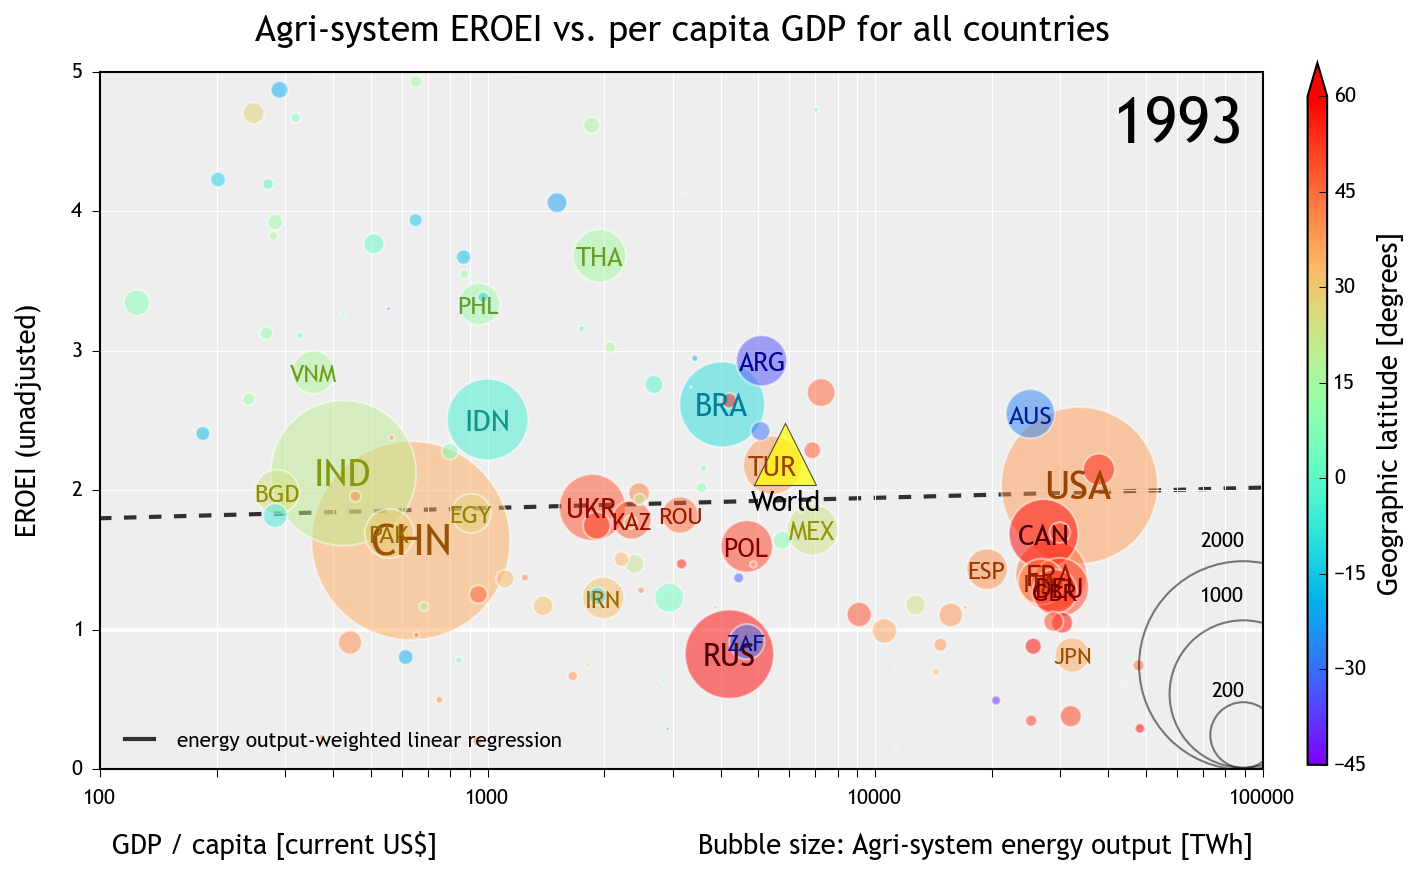 Agri-system EROEI vs. per capita GDP for all countries
1993
EROEI (unadjusted)
5
4
3
2
1
0
THA
PHL
VNM
ARG
BRA
IDN
AUS
IND
TUR
USA
World
BGD
UKR
KAZ
ROU
EGY
PAK
CHN
MEX
POL
CAN
ESP
FRA
DEU
GBR
IRN
ZAF
RUS
JPN
2000
1000
200
energy output-weighted linear regression
100
1000
10000
100000
GDP / capita [current US$]
Bubble size: Agri-system energy output [TWh]
60
45
30
15
0
−15
−30
−45
Geographic latitude [degrees]